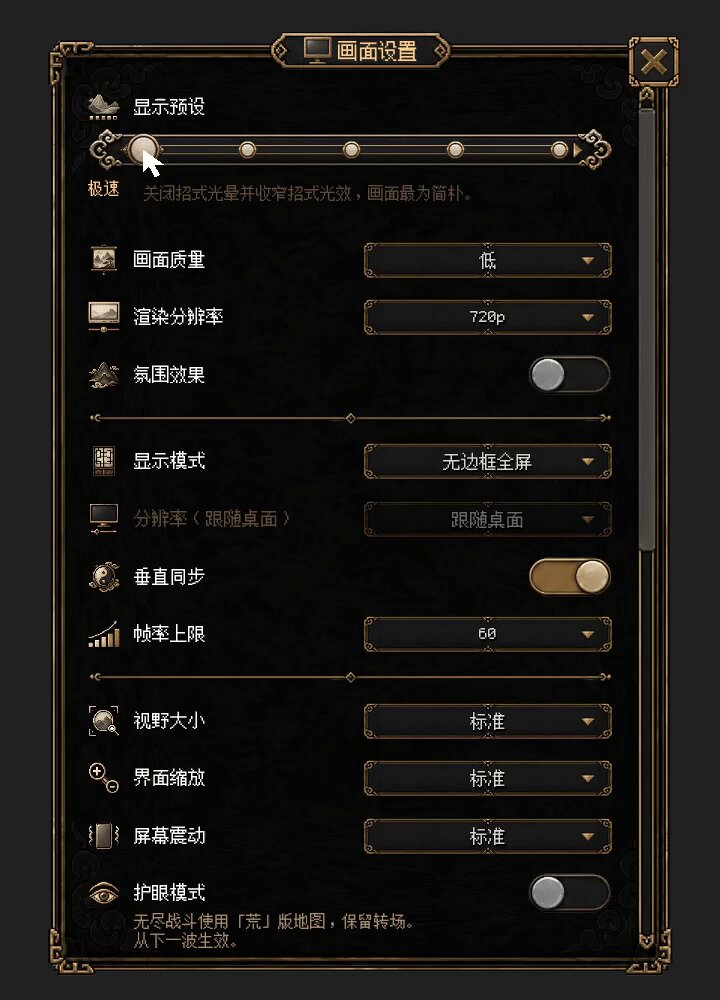 画面设置
显示预设
极速 关闭招式光晕并收窄招式光效，画面最为简朴。
画面质量 低
渲染分辨率 720p
氛围效果
显示模式 无边框全屏
分辨率（跟随桌面） 跟随桌面
垂直同步
帧率上限 60
视野大小 标准
界面缩放 标准
屏幕震动 标准
护眼模式
无尽战斗使用「荒」版地图，保留转场。
从下一波生效。